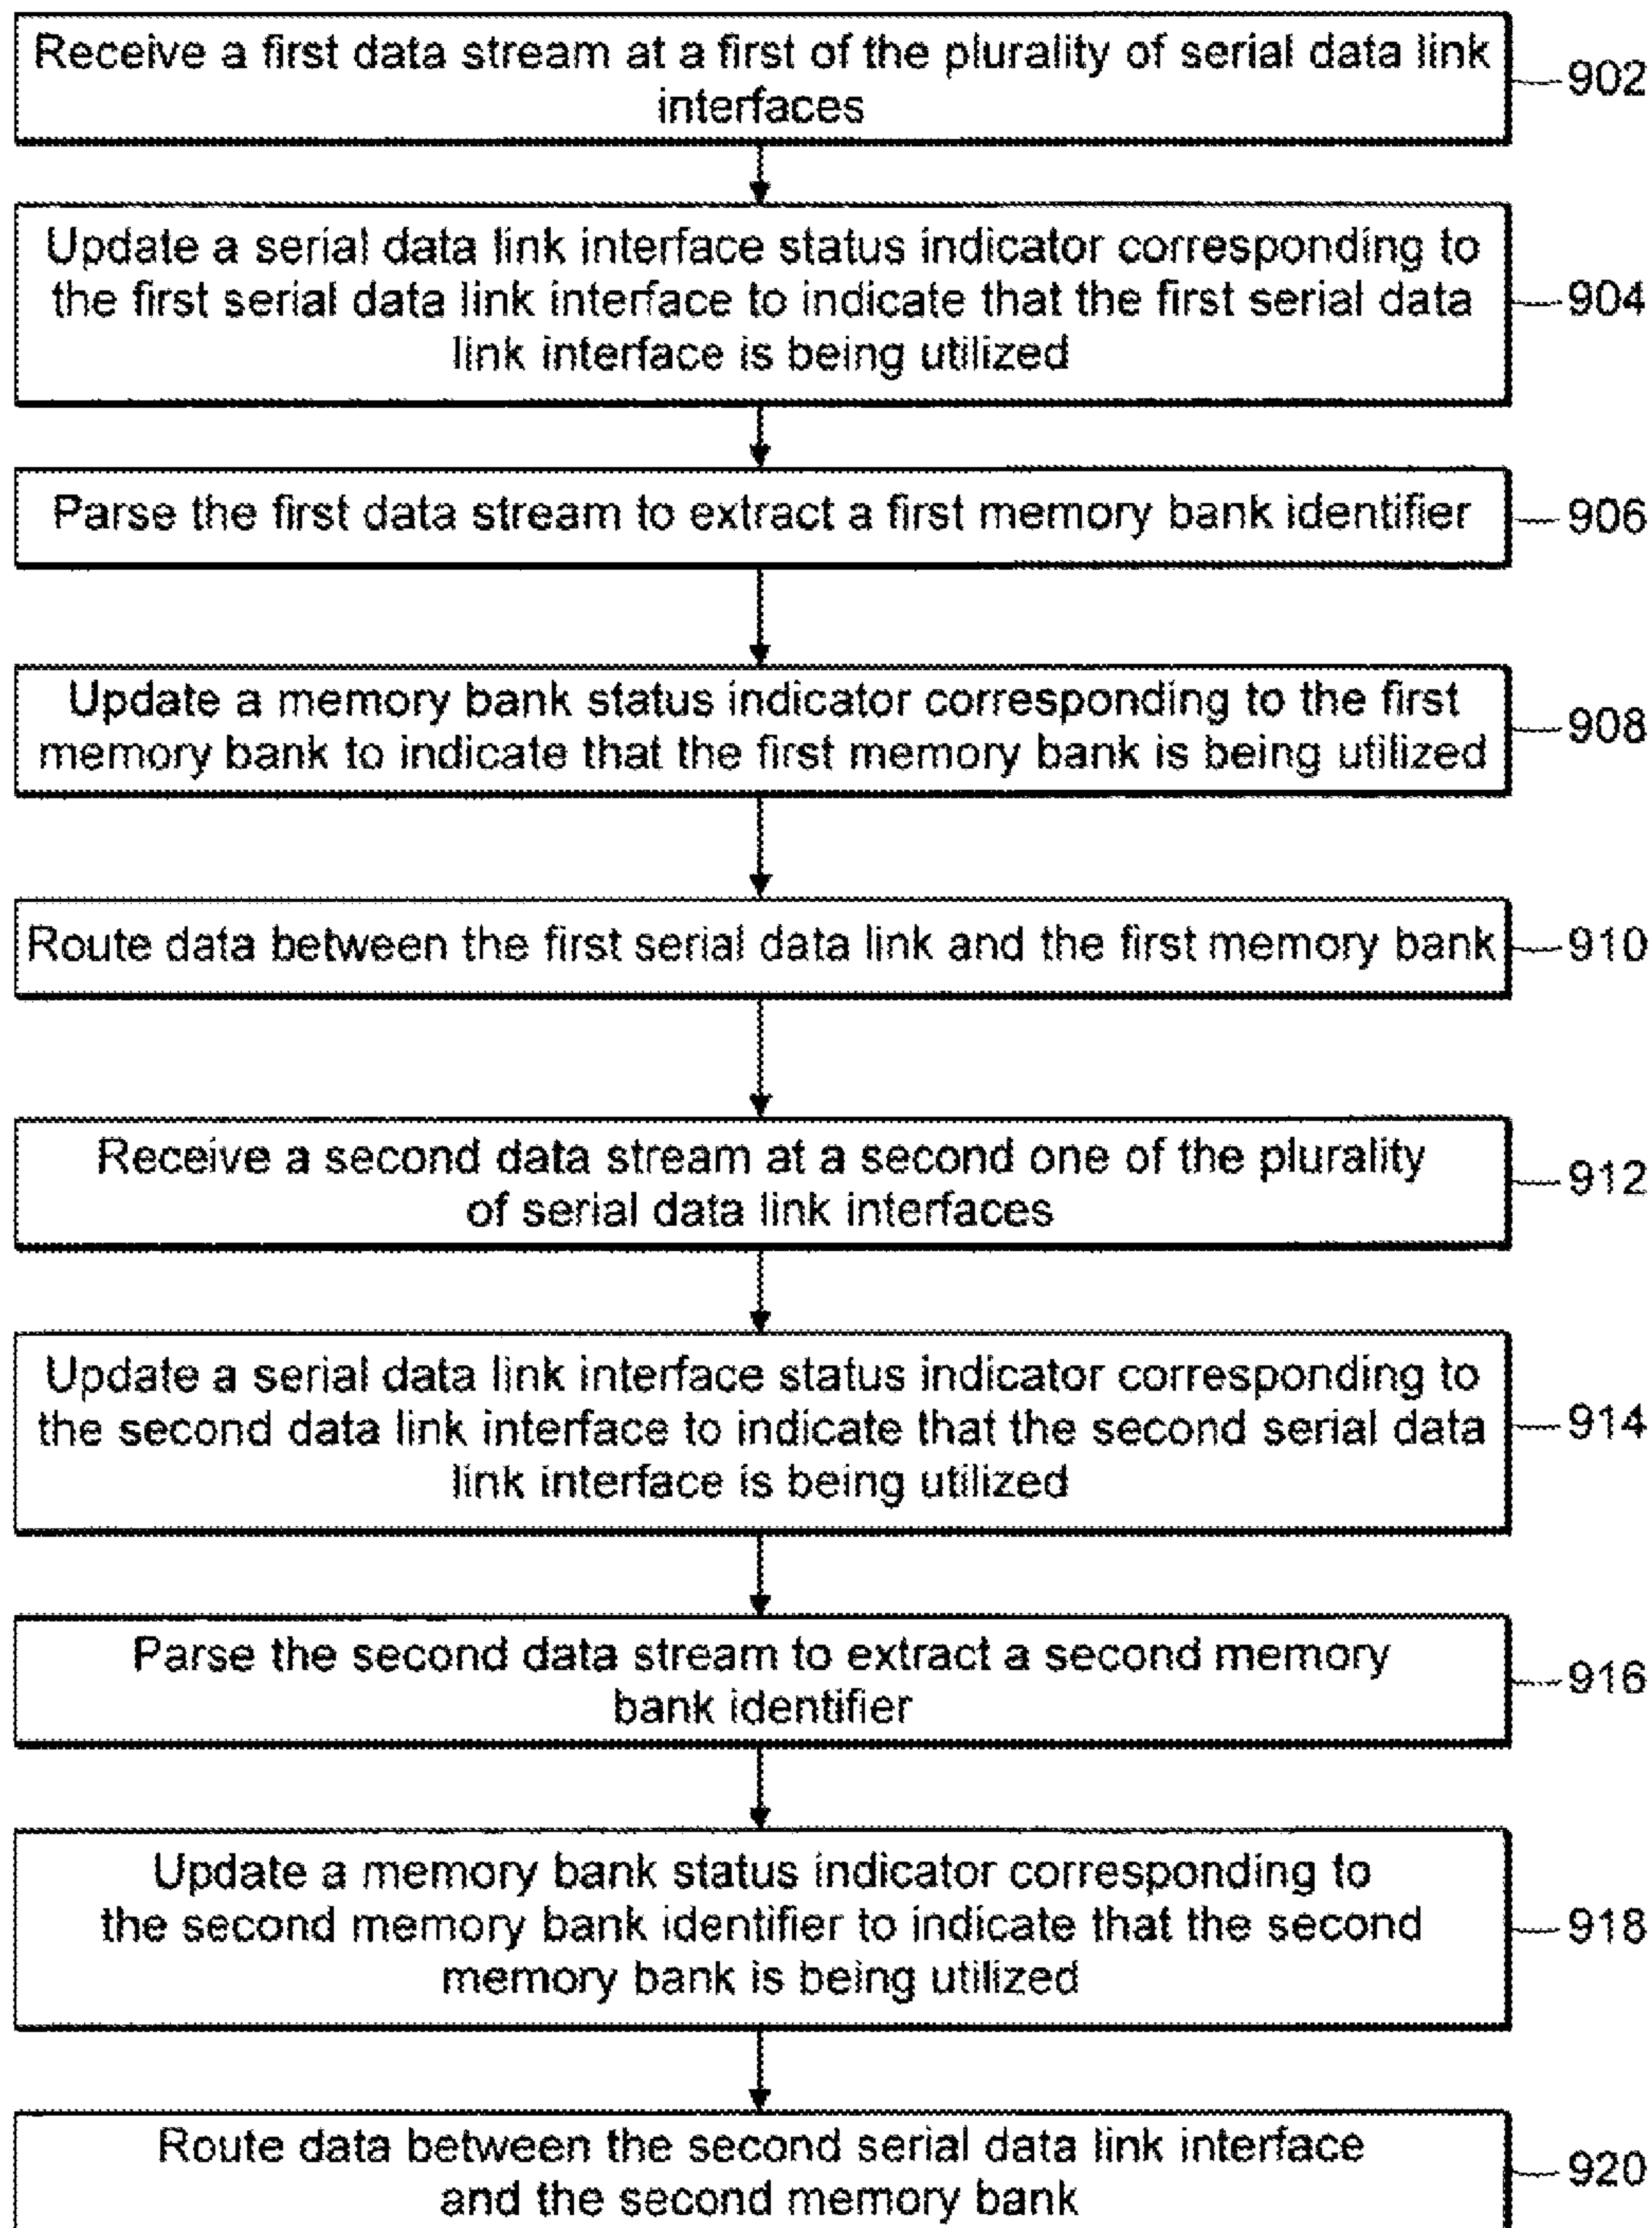 Receive a first data stream at a first of the plurality of serial data link
interfaces
902
Update a serial data link interface status indicator corresponding to
the first serial data link interface to indicate that the first serial data
link interface is being utilized
904
Parse the first data stream to extract a first memory bank identifier
906
Update a memory bank status indicator corresponding to the first
memory bank to indicate that the first memory bank is being utilized
908
Route data between the first serial data link and the first memory bank
910
Receive a second data stream at a second one of the plurality
of serial data link interfaces
912
Update a serial data link interface status indicator corresponding to
the second data link interface to indicate that the second serial data
link interface is being utilized
914
Parse the second data stream to extract a second memory
bank identifier
916
Update a memory bank status indicator corresponding to
the second memory bank identifier to indicate that the second
memory bank is being utilized
918
Route data between the second serial data link interface
and the second memory bank
920